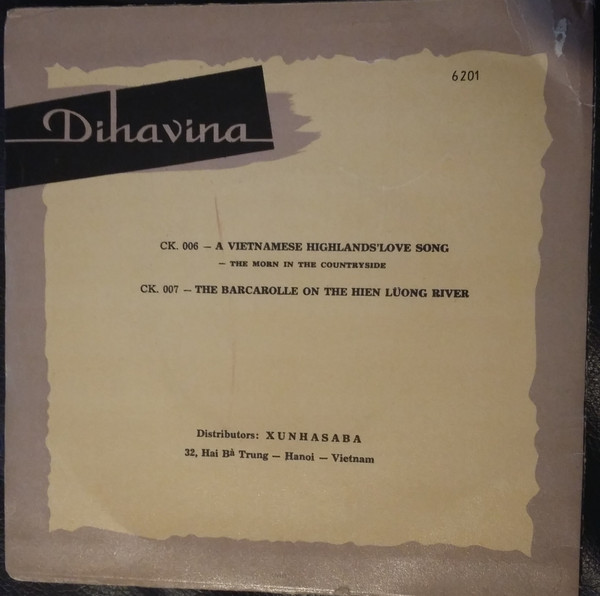 6201
Dihavina
CK. 006 — A VIETNAMESE HIGHLANDS'LOVE SONG
— THE MORN IN THE COUNTRYSIDE
CK. 007 — THE BARCAROLLE ON THE HIEN LŨONG RIVER
Distributors: XUNHASABA
32, Hai Bà Trung — Hanoi — Vietnam